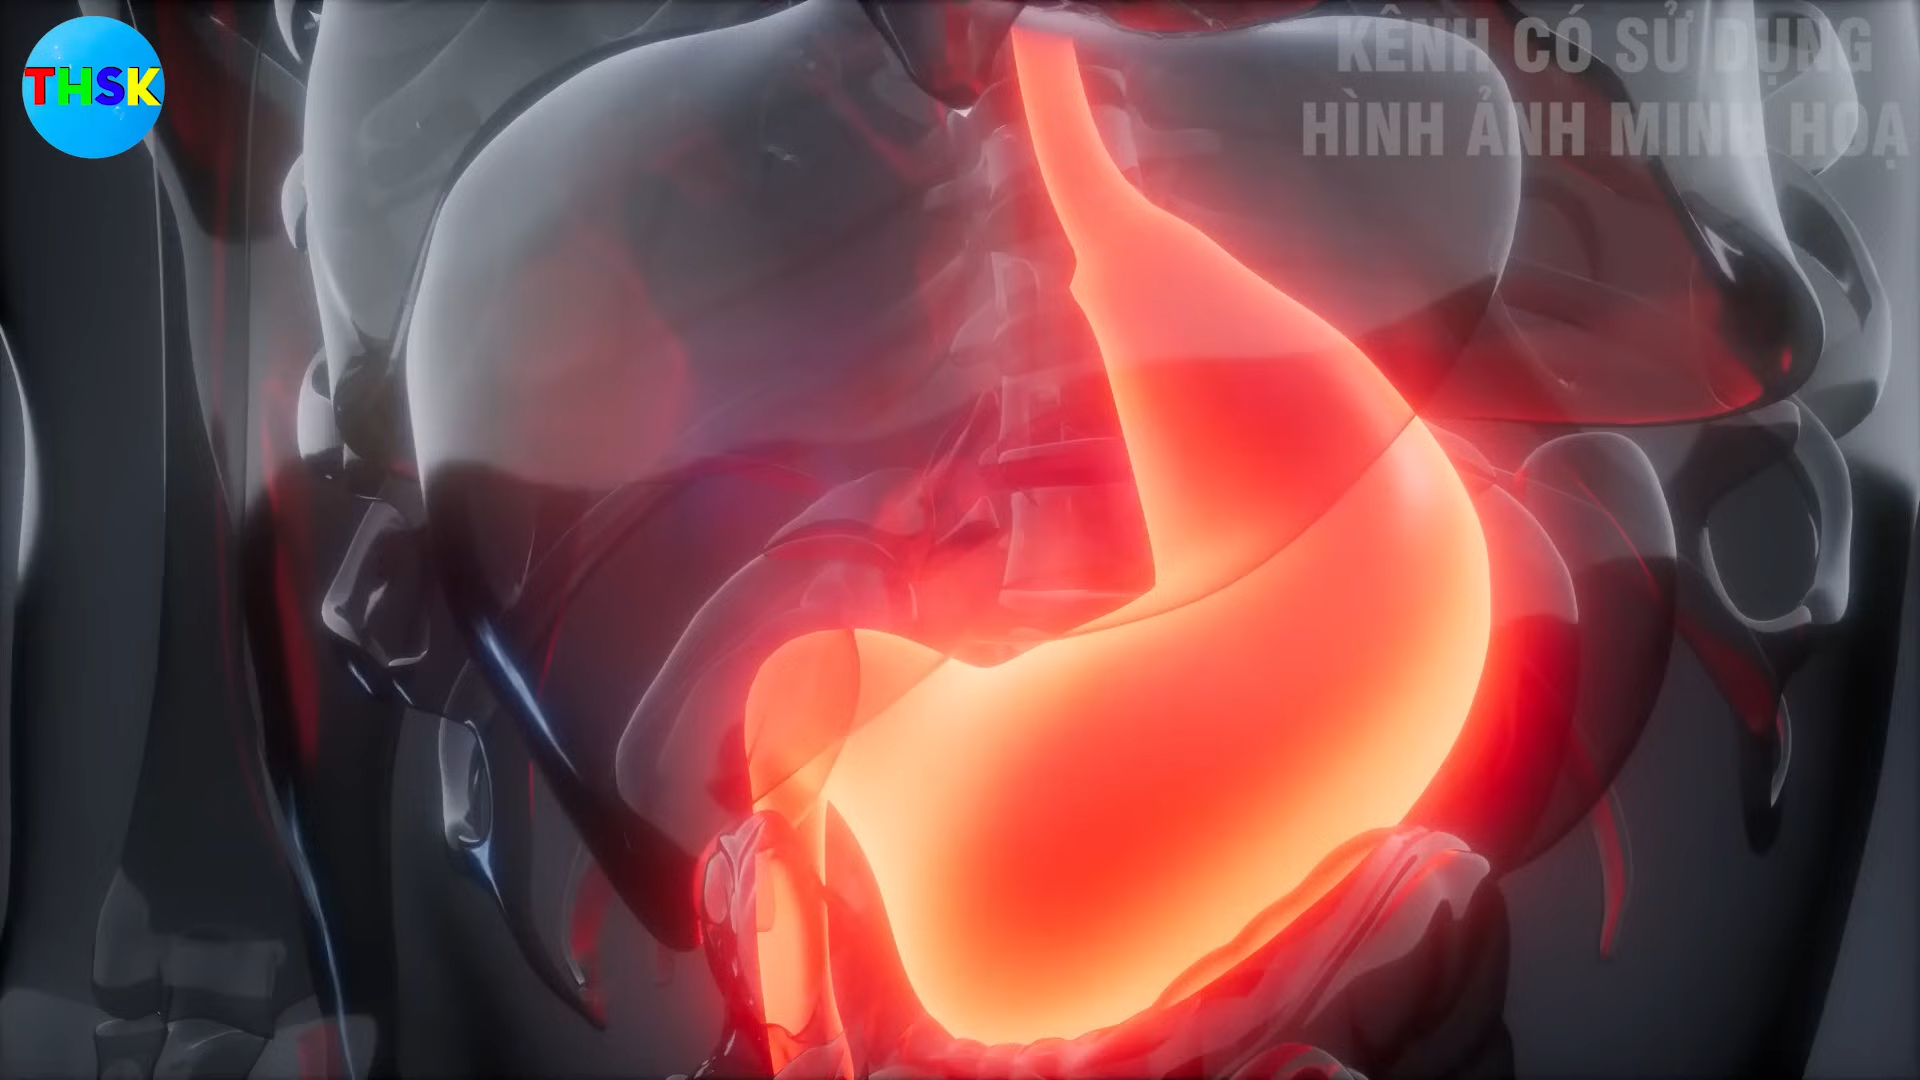 THSK
KÊNH CÓ SỬ DỤNG
HÌNH ẢNH MINH HOẠ